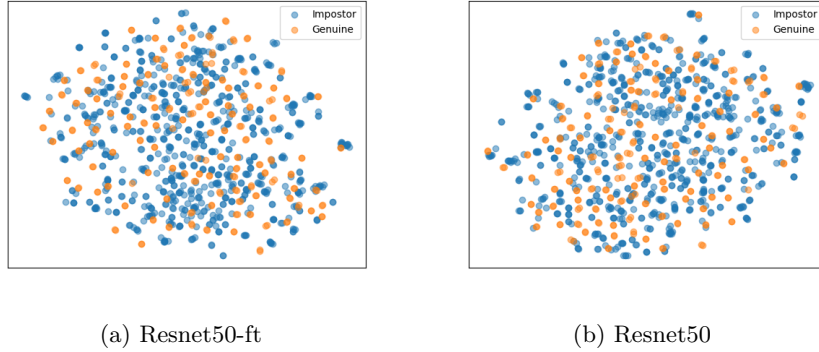 Impostor
Genuine
Impostor
Genuine
(a) Resnet50-ft
(b) Resnet50